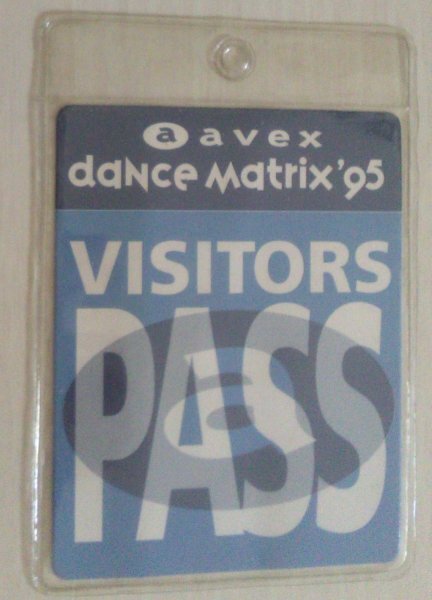 a avex
dance Matrix '95
VISITORS
PASS
a